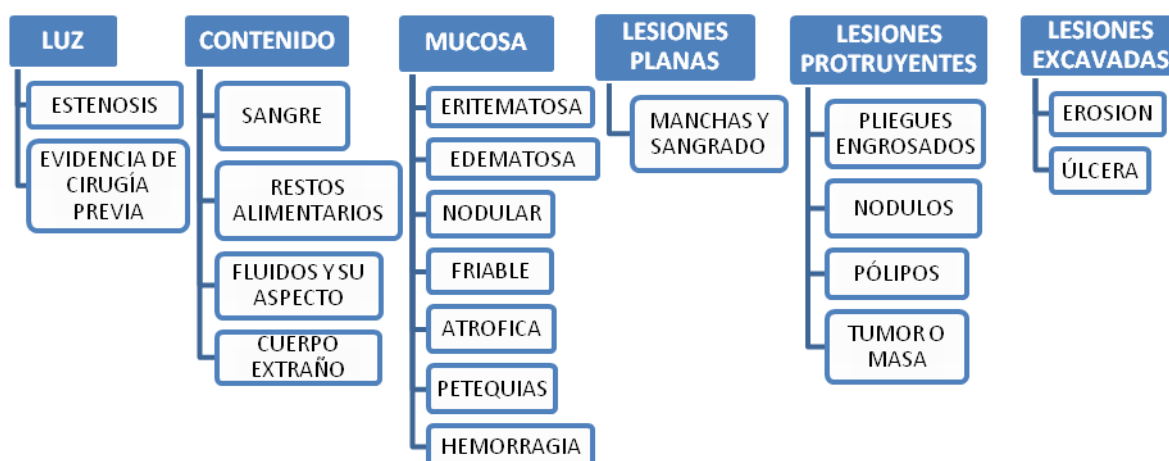 LUZ
ESTENOSIS
EVIDENCIA DE
CIRUGÍA
PREVIA
CONTENIDO
SANGRE
RESTOS
ALIMENTARIOS
FLUIDOS Y SU
ASPECTO
CUERPO
EXTRAÑO
MUCOSA
ERITEMATOSA
EDEMATOSA
NODULAR
FRIABLE
ATROFICA
PETEQUIAS
HEMORRAGIA
LESIONES
PLANAS
MANCHAS Y
SANGRADO
LESIONES
PROTRUYENTES
PLIEGUES
ENGROSADOS
NODULOS
PÓLIPOS
TUMOR O
MASA
LESIONES
EXCAVADAS
EROSION
ÚLCERA